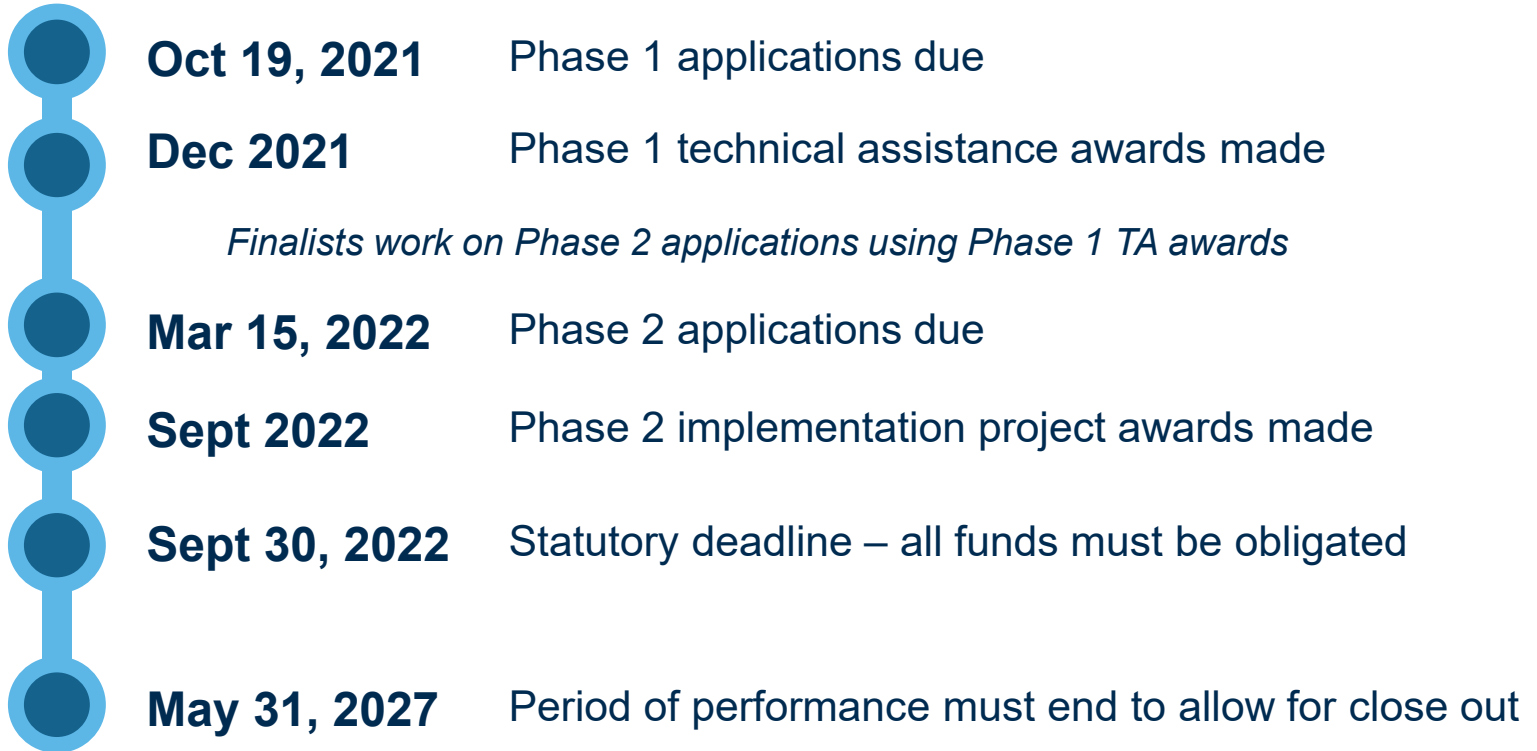 Oct 19, 2021 Phase 1 applications due
Dec 2021 Phase 1 technical assistance awards made
Finalists work on Phase 2 applications using Phase 1 TA awards
Mar 15, 2022 Phase 2 applications due
Sept 2022 Phase 2 implementation project awards made
Sept 30, 2022 Statutory deadline – all funds must be obligated
May 31, 2027 Period of performance must end to allow for close out